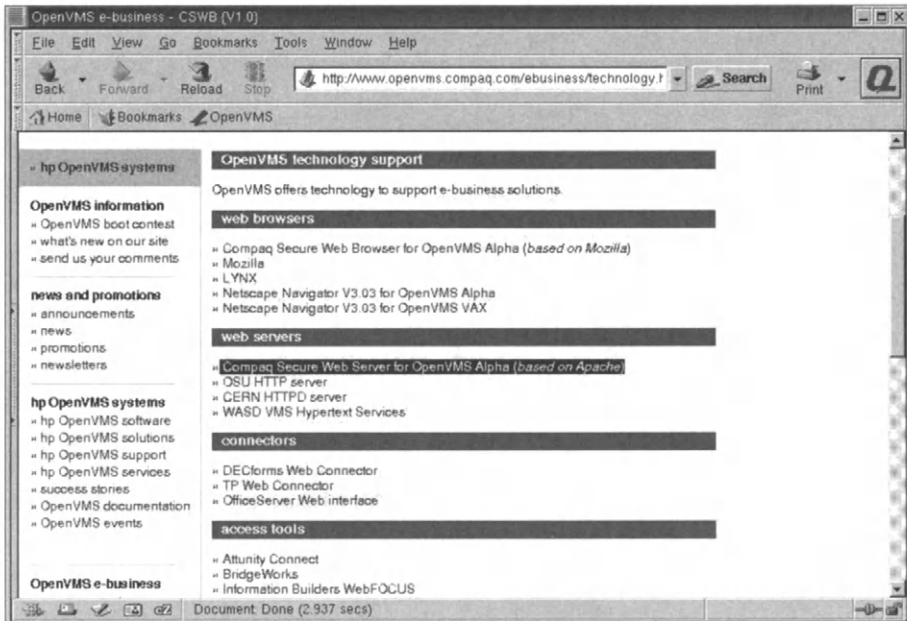 OpenVMS e-business - CSWB {V1.0}
File Edit View Go Bookmarks Tools Window Help
Back Forward Reload Stop http://www.openvms.compaq.com/ebusiness/technology.h Search Print
Home Bookmarks OpenVMS
» hp OpenVMS systems
OpenVMS information
» OpenVMS boot contest
» what's new on our site
» send us your comments
news and promotions
» announcements
» news
» promotions
» newsletters
hp OpenVMS systems
» hp OpenVMS software
» hp OpenVMS solutions
» hp OpenVMS support
» hp OpenVMS services
» success stories
» OpenVMS documentation
» OpenVMS events
OpenVMS e-business
OpenVMS technology support
OpenVMS offers technology to support e-business solutions.
web browsers
» Compaq Secure Web Browser for OpenVMS Alpha (based on Mozilla)
» Mozilla
» LYNX
» Netscape Navigator V3.03 for OpenVMS Alpha
» Netscape Navigator V3.03 for OpenVMS VAX
web servers
» Compaq Secure Web Server for OpenVMS Alpha (based on Apache)
» OSU HTTP server
» CERN HTTPD server
» WASD VMS Hypertext Services
connectors
» DECforms Web Connector
» TP Web Connector
» OfficeServer Web interface
access tools
» Attunity Connect
» BridgeWorks
» Information Builders WebFOCUS
Document: Done (2.937 secs)